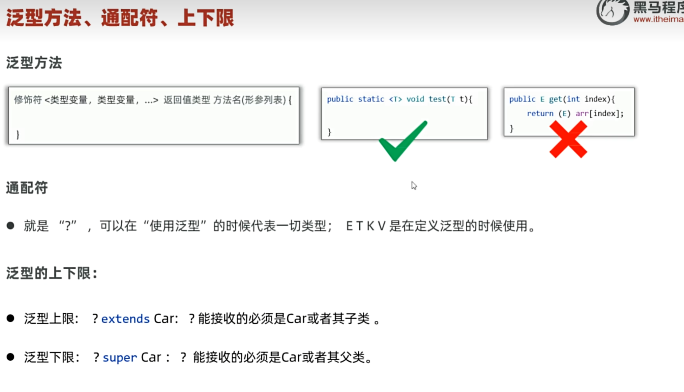 泛型方法、通配符、上下限
黑马程序
www.itheima
泛型方法
修饰符 <类型变量，类型变量，...> 返回值类型 方法名(形参列表) {
}
public static <T> void test(T t){
}
public E get(int index){
return (E) arr[index];
}
通配符
就是 “?” ，可以在“使用泛型”的时候代表一切类型； E T K V 是在定义泛型的时候使用。
泛型的上下限：
泛型上限： ? extends Car: ? 能接收的必须是Car或者其子类 。
泛型下限： ? super Car : ? 能接收的必须是Car或者其父类。